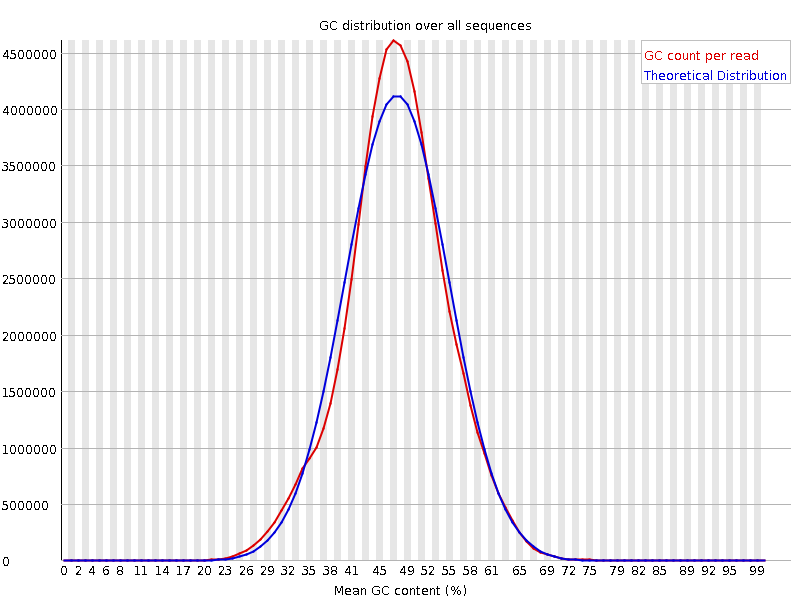 GC distribution over all sequences
GC count per read
Theoretical Distribution
4500000
4000000
3500000
3000000
2500000
2000000
1500000
1000000
500000
0
0 2 4 6 8 11 14 17 20 23 26 29 32 35 38 41 45 49 52 55 58 61 65 69 72 75 79 82 85 89 92 95 99
Mean GC content (%)